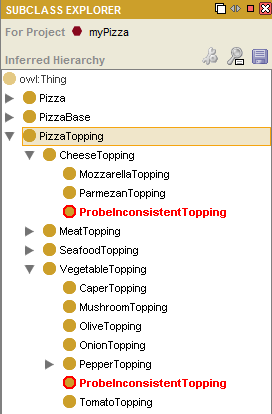 SUBCLASS EXPLORER
For Project myPizza
Inferred Hierarchy
owl:Thing
Pizza
PizzaBase
PizzaTopping
CheeseTopping
MozzarellaTopping
ParmezanTopping
ProbeInconsistentTopping
MeatTopping
SeafoodTopping
VegetableTopping
CaperTopping
MushroomTopping
OliveTopping
OnionTopping
PepperTopping
ProbeInconsistentTopping
TomatoTopping